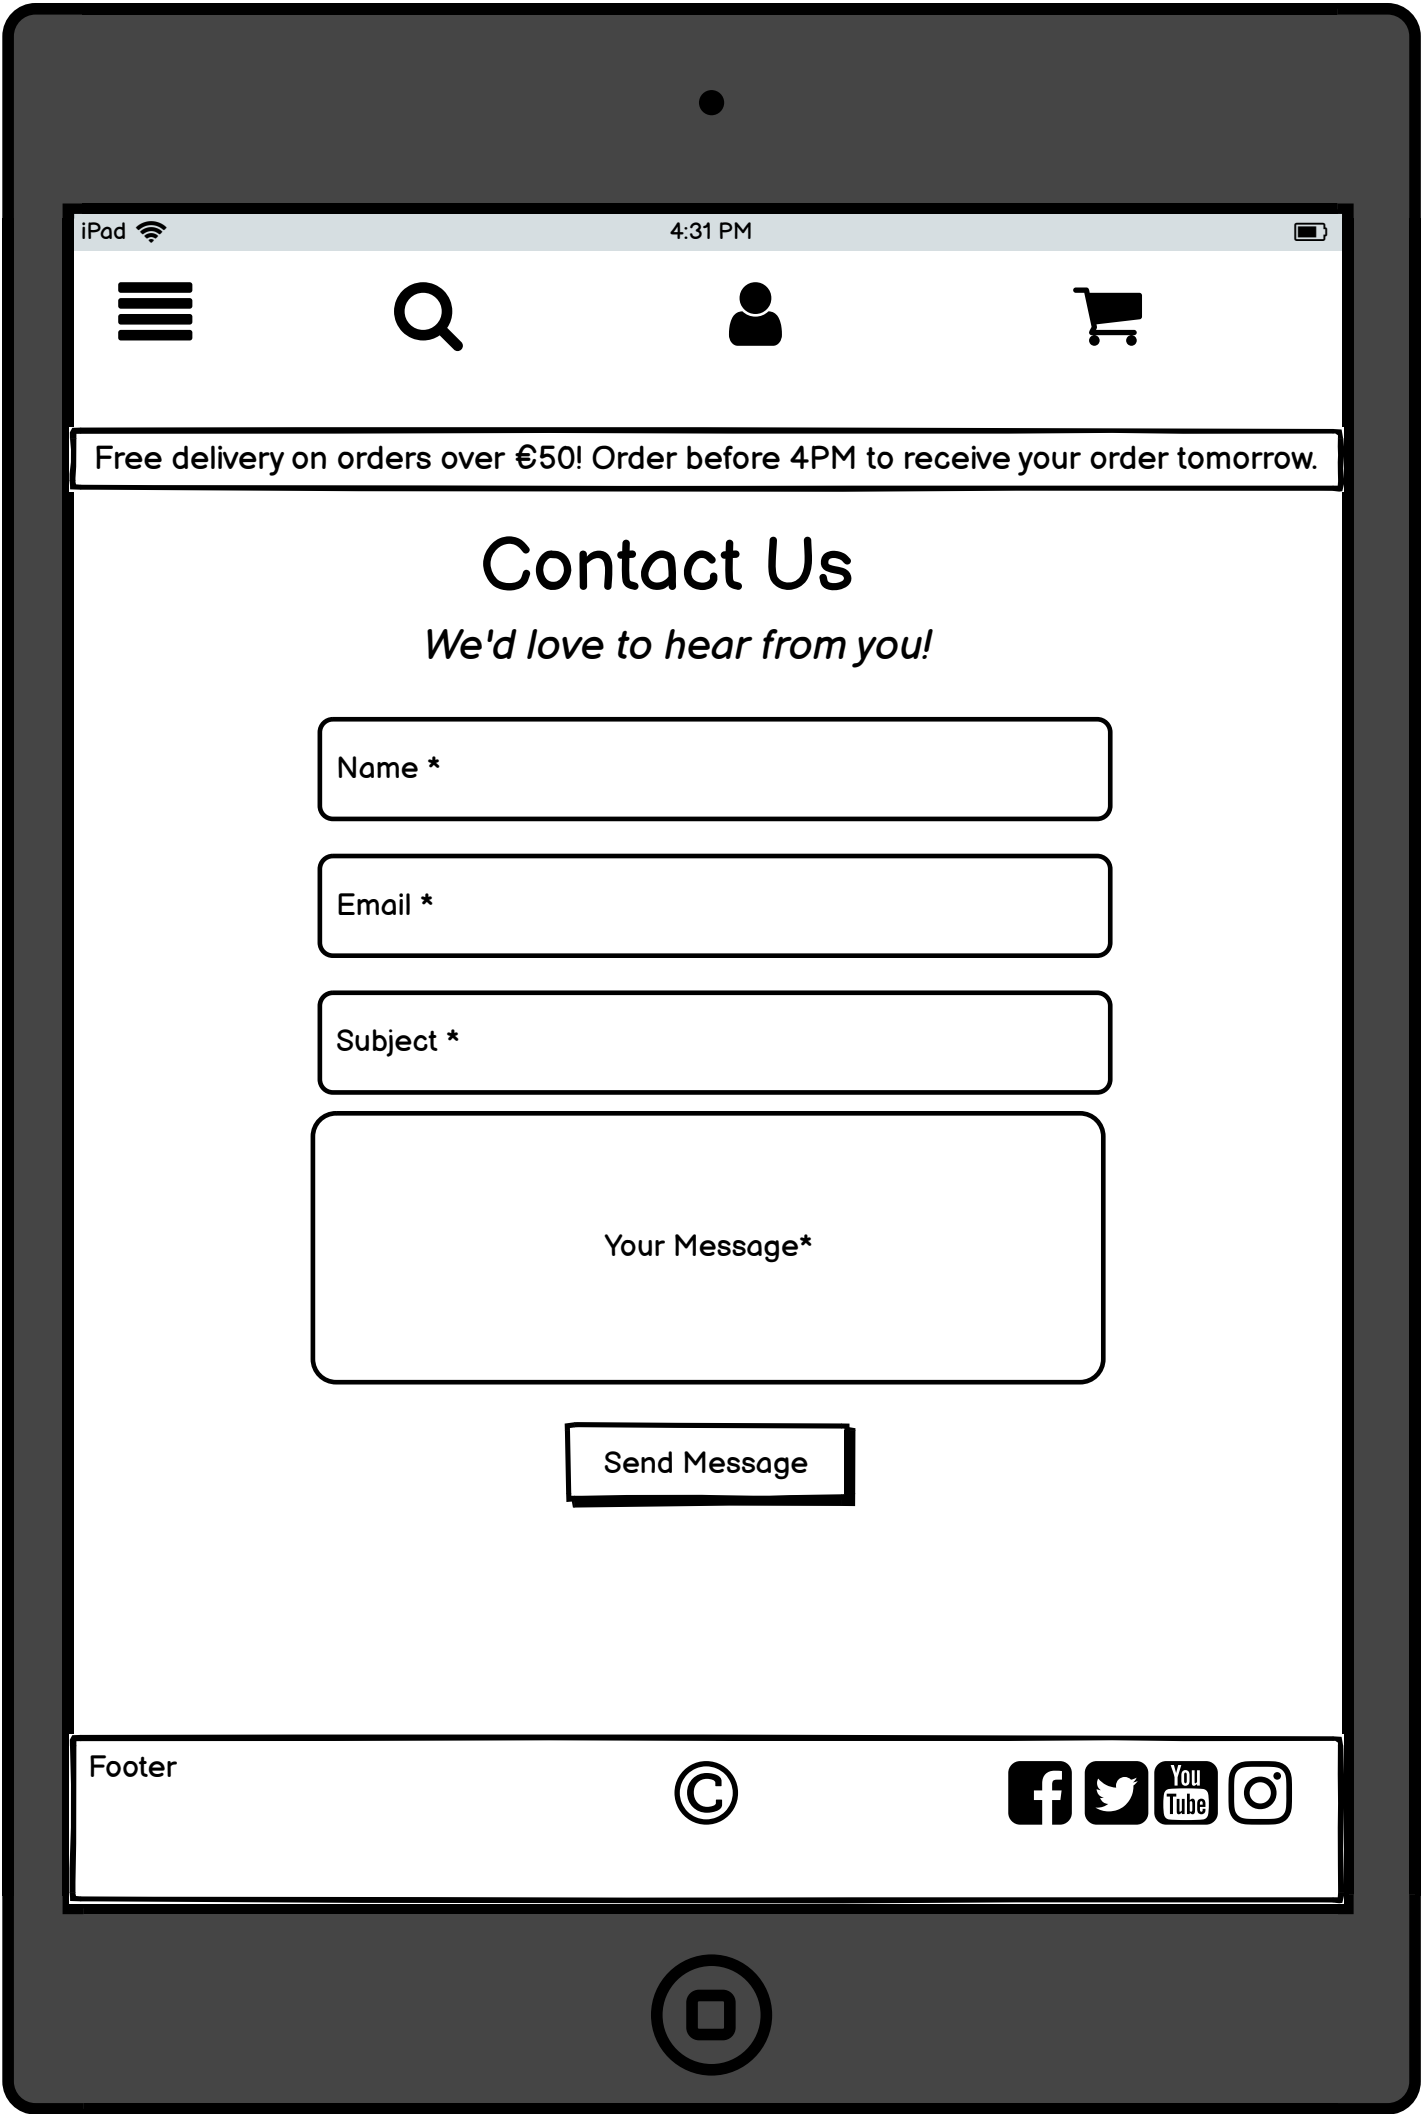 iPad
4:31 PM
Free delivery on orders over €50! Order before 4PM to receive your order tomorrow.
Contact Us
We'd love to hear from you!
Name *
Email *
Subject *
Your Message*
Send Message
Footer
©
You
Tube